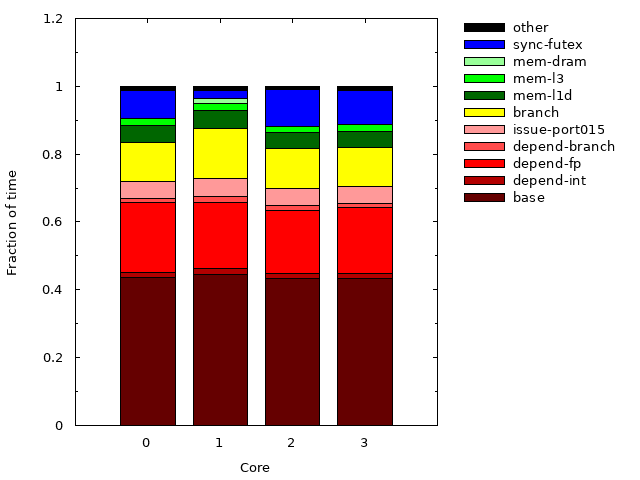 1.2
1
0.8
0.6
0.4
0.2
0
Fraction of time
0 1 2 3
Core
other
sync-futex
mem-dram
mem-l3
mem-l1d
branch
issue-port015
depend-branch
depend-fp
depend-int
base